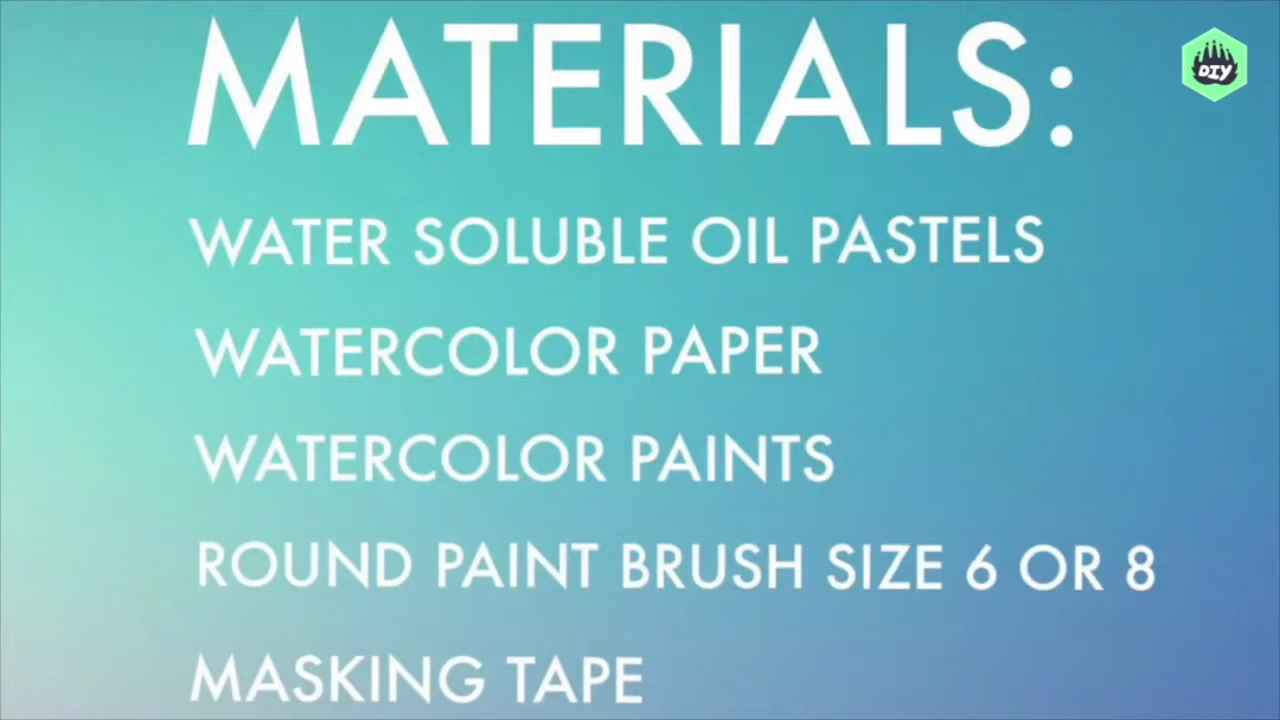 MATERIALS:
DIY
WATER SOLUBLE OIL PASTELS
WATERCOLOR PAPER
WATERCOLOR PAINTS
ROUND PAINT BRUSH SIZE 6 OR 8
MASKING TAPE